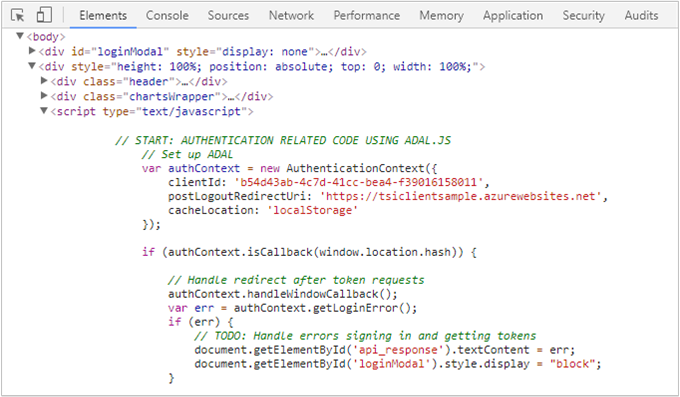 Elements Console Sources Network Performance Memory Application Security Audits
▼<body>
▶<div id="loginModal" style="display: none">…</div>
▼<div style="height: 100%; position: absolute; top: 0; width: 100%;">
▶<div class="header">…</div>
▶<div class="chartsWrapper">…</div>
▼<script type="text/javascript">
// START: AUTHENTICATION RELATED CODE USING ADAL.JS
// Set up ADAL
var authContext = new AuthenticationContext({
clientId: 'b54d43ab-4c7d-41cc-bea4-f39016158011',
postLogoutRedirectUri: 'https://tsiclientsample.azurewebsites.net',
cacheLocation: 'localStorage'
});
if (authContext.isCallback(window.location.hash)) {
// Handle redirect after token requests
authContext.handleWindowCallback();
var err = authContext.getLoginError();
if (err) {
// TODO: Handle errors signing in and getting tokens
document.getElementById('api_response').textContent = err;
document.getElementById('loginModal').style.display = "block";
}